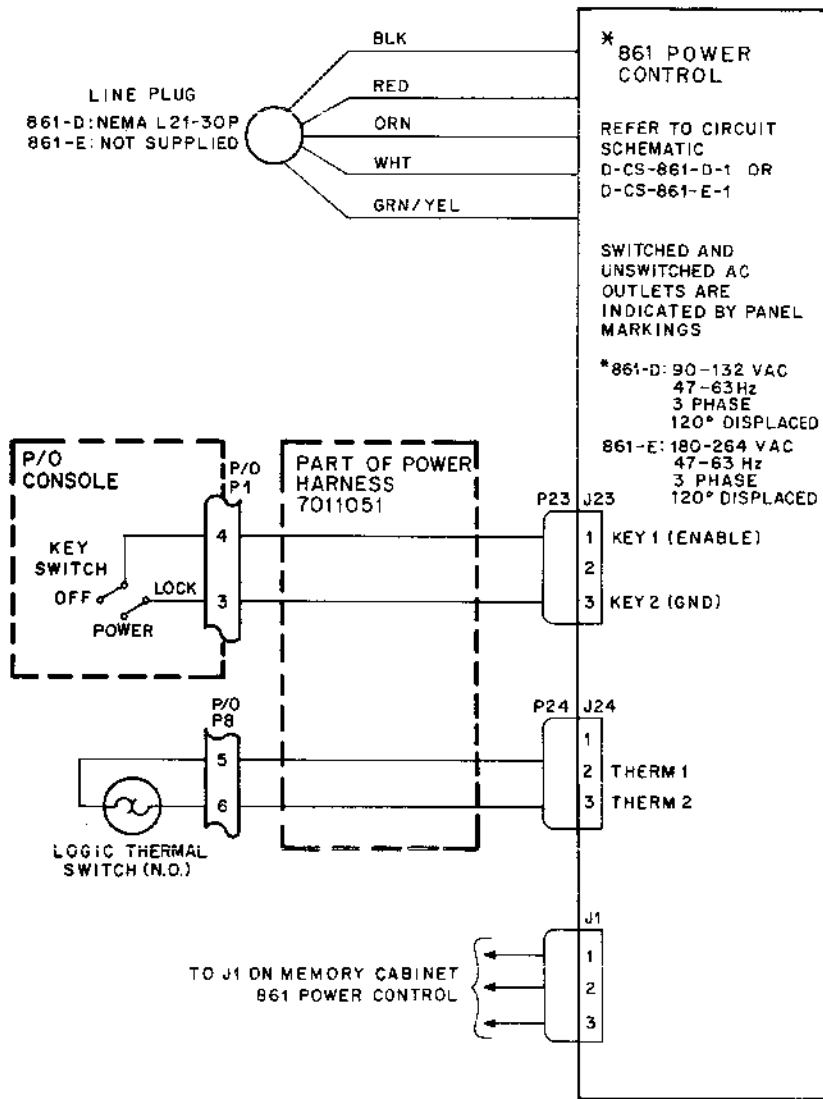 BLK
RED
ORN
WHT
GRN/YEL
LINE PLUG
861-D: NEMA L21-30P
861-E: NOT SUPPLIED
*
861 POWER
CONTROL
REFER TO CIRCUIT
SCHEMATIC
D-CS-861-D-1 OR
D-CS-861-E-1
SWITCHED AND
UNSWITCHED AC
OUTLETS ARE
INDICATED BY PANEL
MARKINGS
*861-D: 90-132 VAC
47-63 Hz
3 PHASE
120° DISPLACED
861-E: 180-264 VAC
47-63 Hz
3 PHASE
120° DISPLACED
P/O
CONSOLE
P/O
P1
PART OF POWER
HARNESS
7011051
P23 J23
KEY
SWITCH
OFF
LOCK
POWER
4
3
1 KEY 1 (ENABLE)
2
3 KEY 2 (GND)
P/O
P8
P24 J24
5
6
1
2 THERM 1
3 THERM 2
LOGIC THERMAL
SWITCH (N.O.)
J1
TO J1 ON MEMORY CABINET
861 POWER CONTROL
1
2
3